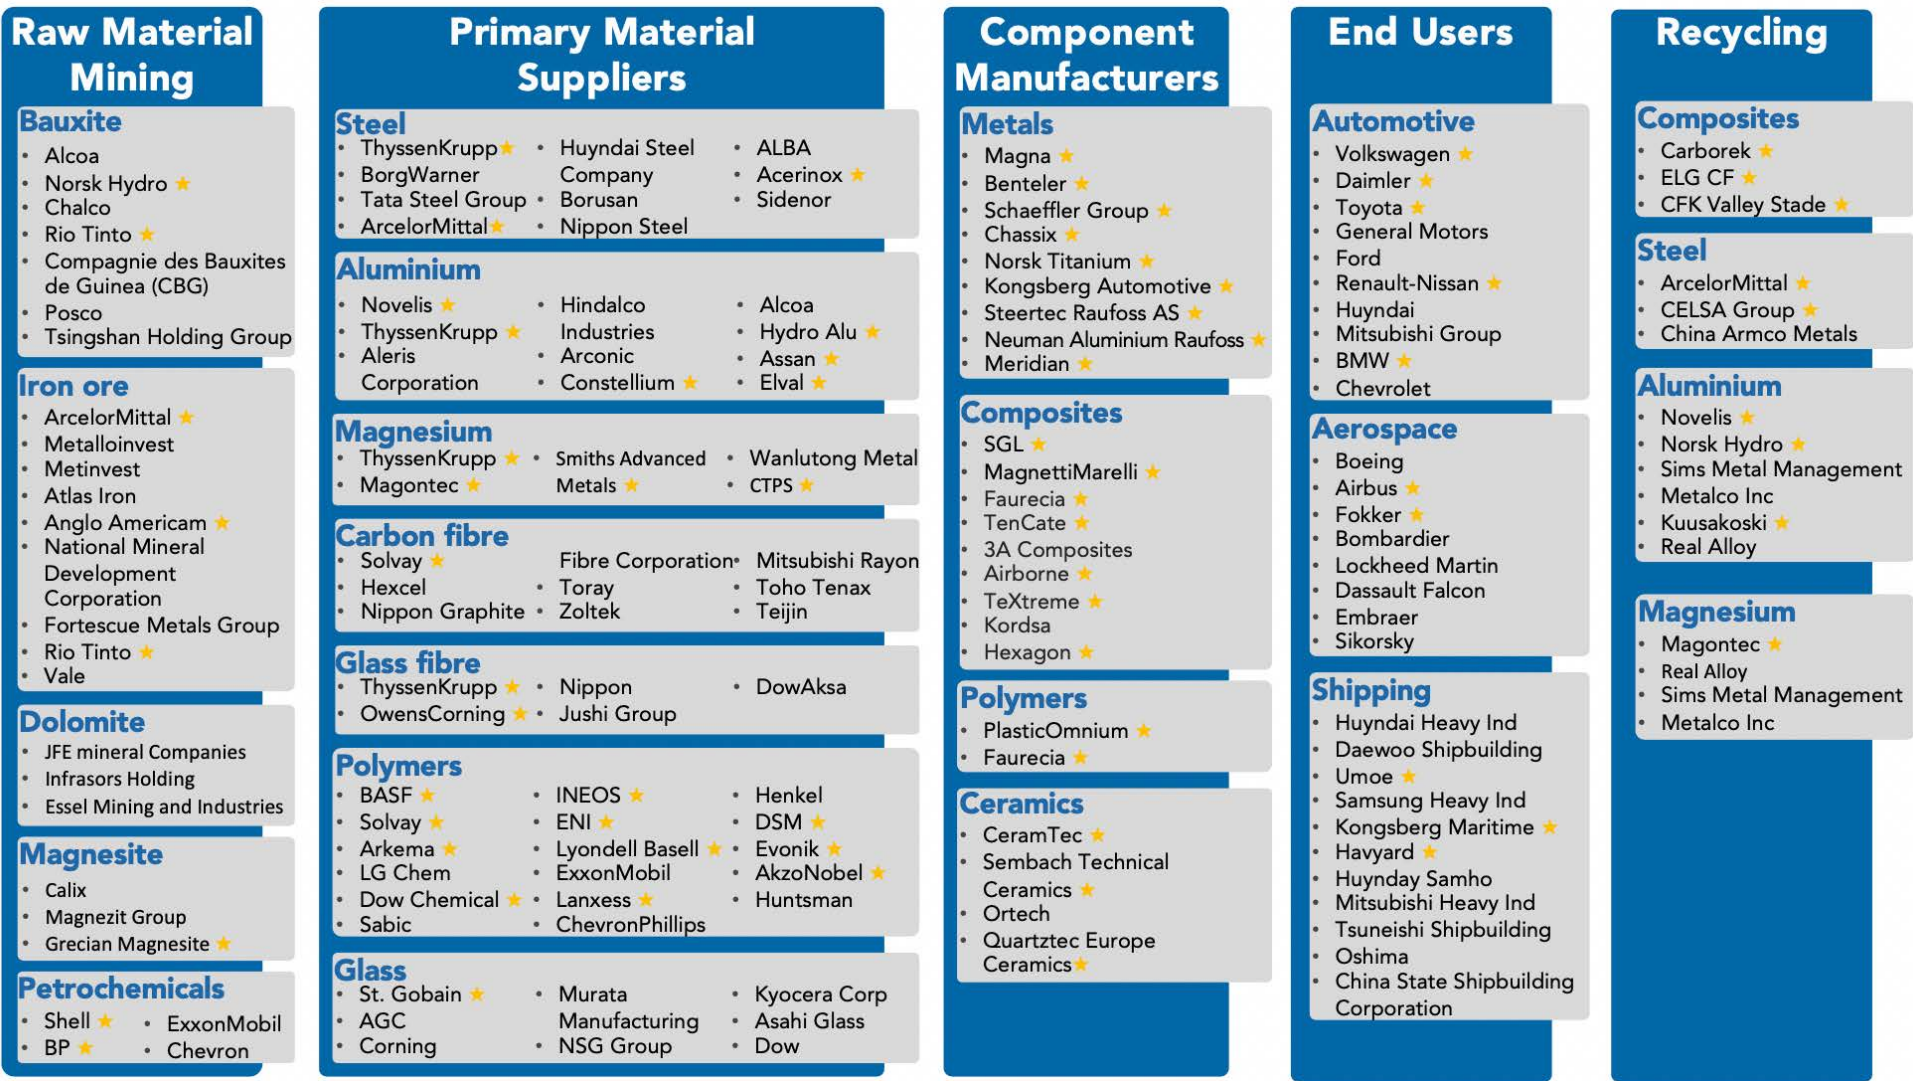 Raw Material
Mining
Bauxite
Alcoa
Norsk Hydro
Chalco
Rio Tinto
Compagnie des Bauxites
de Guinea (CBG)
Posco
Tsingshan Holding Group
Iron ore
ArcelorMittal
Metalloinvest
Metinvest
Atlas Iron
Anglo Americam
National Mineral
Development
Corporation
Fortescue Metals Group
Rio Tinto
Vale
Dolomite
JFE mineral Companies
Infrasors Holding
Essel Mining and Industries
Magnesite
Calix
Magnezit Group
Grecian Magnesite
Petrochemicals
Shell
BP
ExxonMobil
Chevron
Primary Material
Suppliers
Steel
ThyssenKrupp
BorgWarner
Tata Steel Group
ArcelorMittal
Huyndai Steel
Company
Borusan
Nippon Steel
ALBA
Acerinox
Sidenor
Aluminium
Novelis
ThyssenKrupp
Aleris
Corporation
Hindalco
Industries
Arconic
Constellium
Alcoa
Hydro Alu
Assan
Elval
Magnesium
ThyssenKrupp
Magontec
Smiths Advanced
Metals
Wanlutong Metal
CTPS
Carbon fibre
Solvay
Hexcel
Nippon Graphite
Fibre Corporation
Toray
Zoltek
Mitsubishi Rayon
Toho Tenax
Teijin
Glass fibre
ThyssenKrupp
OwensCorning
Nippon
Jushi Group
DowAksa
Polymers
BASF
Solvay
Arkema
LG Chem
Dow Chemical
Sabic
INEOS
ENI
Lyondell Basell
ExxonMobil
Lanxess
ChevronPhillips
Henkel
DSM
Evonik
AkzoNobel
Huntsman
Glass
St. Gobain
AGC
Corning
Murata
Manufacturing
NSG Group
Kyocera Corp
Asahi Glass
Dow
Component
Manufacturers
Metals
Magna
Benteler
Schaeffler Group
Chassix
Norsk Titanium
Kongsberg Automotive
Steertec Raufoss AS
Neuman Aluminium Raufoss
Meridian
Composites
SGL
MagnettiMarelli
Faurecia
TenCate
3A Composites
Airborne
TeXtreme
Kordsa
Hexagon
Polymers
PlasticOmnium
Faurecia
Ceramics
CeramTec
Sembach Technical
Ceramics
Ortech
Quartztec Europe
Ceramics
End Users
Automotive
Volkswagen
Daimler
Toyota
General Motors
Ford
Renault-Nissan
Huyndai
Mitsubishi Group
BMW
Chevrolet
Aerospace
Boeing
Airbus
Fokker
Bombardier
Lockheed Martin
Dassault Falcon
Embraer
Sikorsky
Shipping
Huyndai Heavy Ind
Daewoo Shipbuilding
Umoe
Samsung Heavy Ind
Kongsberg Maritime
Havyard
Huynday Samho
Mitsubishi Heavy Ind
Tsuneishi Shipbuilding
Oshima
China State Shipbuilding
Corporation
Recycling
Composites
Carborek
ELG CF
CFK Valley Stade
Steel
ArcelorMittal
CELSA Group
China Armco Metals
Aluminium
Novelis
Norsk Hydro
Sims Metal Management
Metalco Inc
Kuusakoski
Real Alloy
Magnesium
Magontec
Real Alloy
Sims Metal Management
Metalco Inc